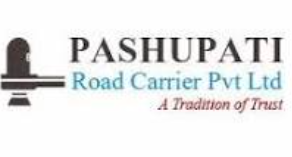 PASHUPATI
Road Carrier Pvt Ltd
A Tradition of Trust